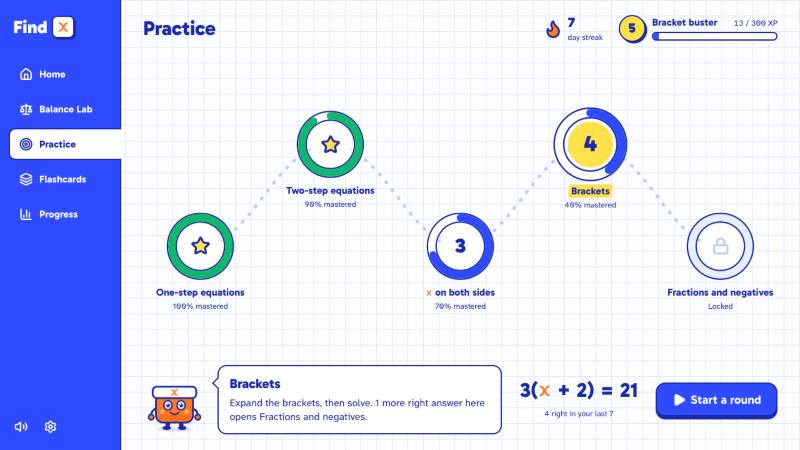 Find x
Practice
7
day streak
5
Bracket buster
13 / 300 XP
Home
Balance Lab
Practice
Flashcards
Progress
Two-step equations
90% mastered
4
Brackets
40% mastered
One-step equations
100% mastered
3
x on both sides
70% mastered
Fractions and negatives
Locked
x
Brackets
Expand the brackets, then solve. 1 more right answer here
opens Fractions and negatives.
3(x + 2) = 21
4 right in your last 7
Start a round